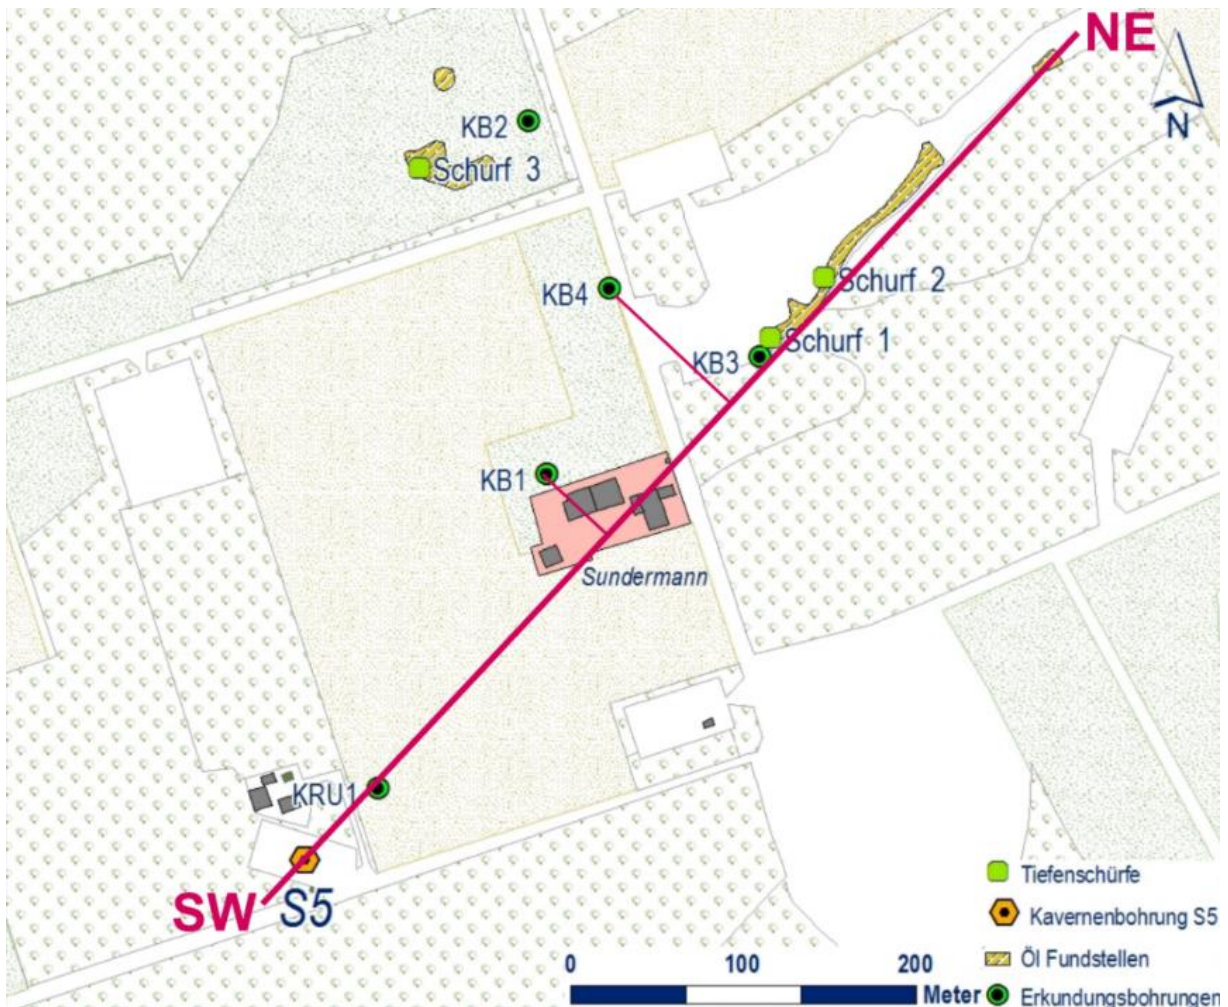 NE
N
KB2
Schurf 3
KB4
Schurf 2
KB3
Schurf 1
KB1
Sundermann
KRU1
SW
S5
Tiefenschürfe
Kavernenbohrung S5
Öl Fundstellen
Erkundungsbohrungen
0 100 200
Meter